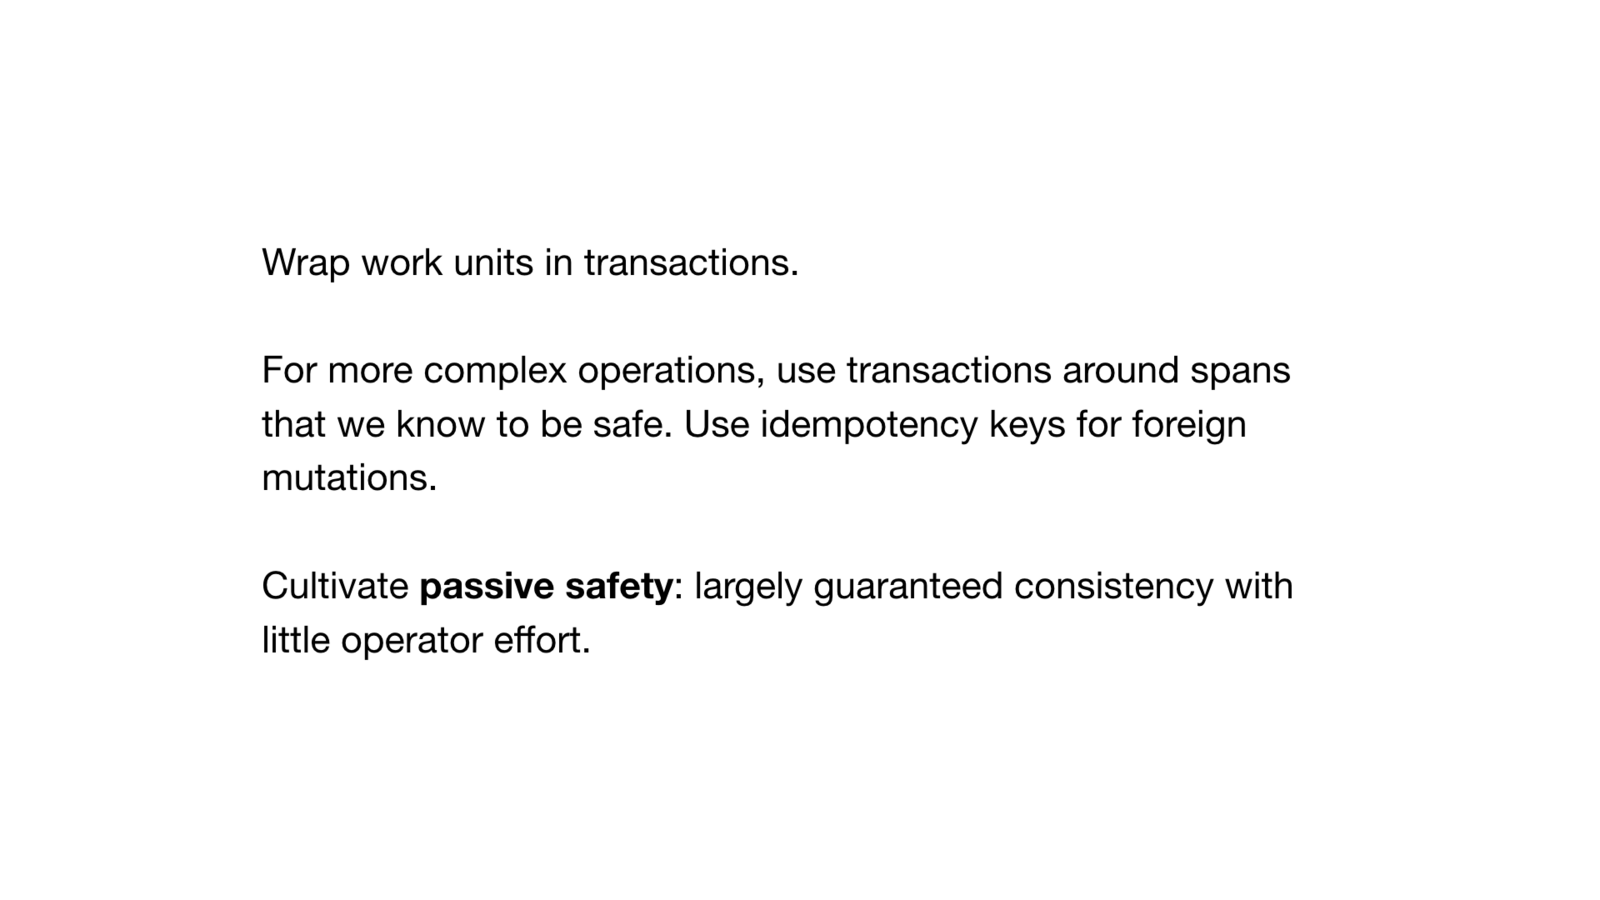 Wrap work units in transactions.
For more complex operations, use transactions around spans
that we know to be safe. Use idempotency keys for foreign
mutations.
Cultivate passive safety: largely guaranteed consistency with
little operator effort.